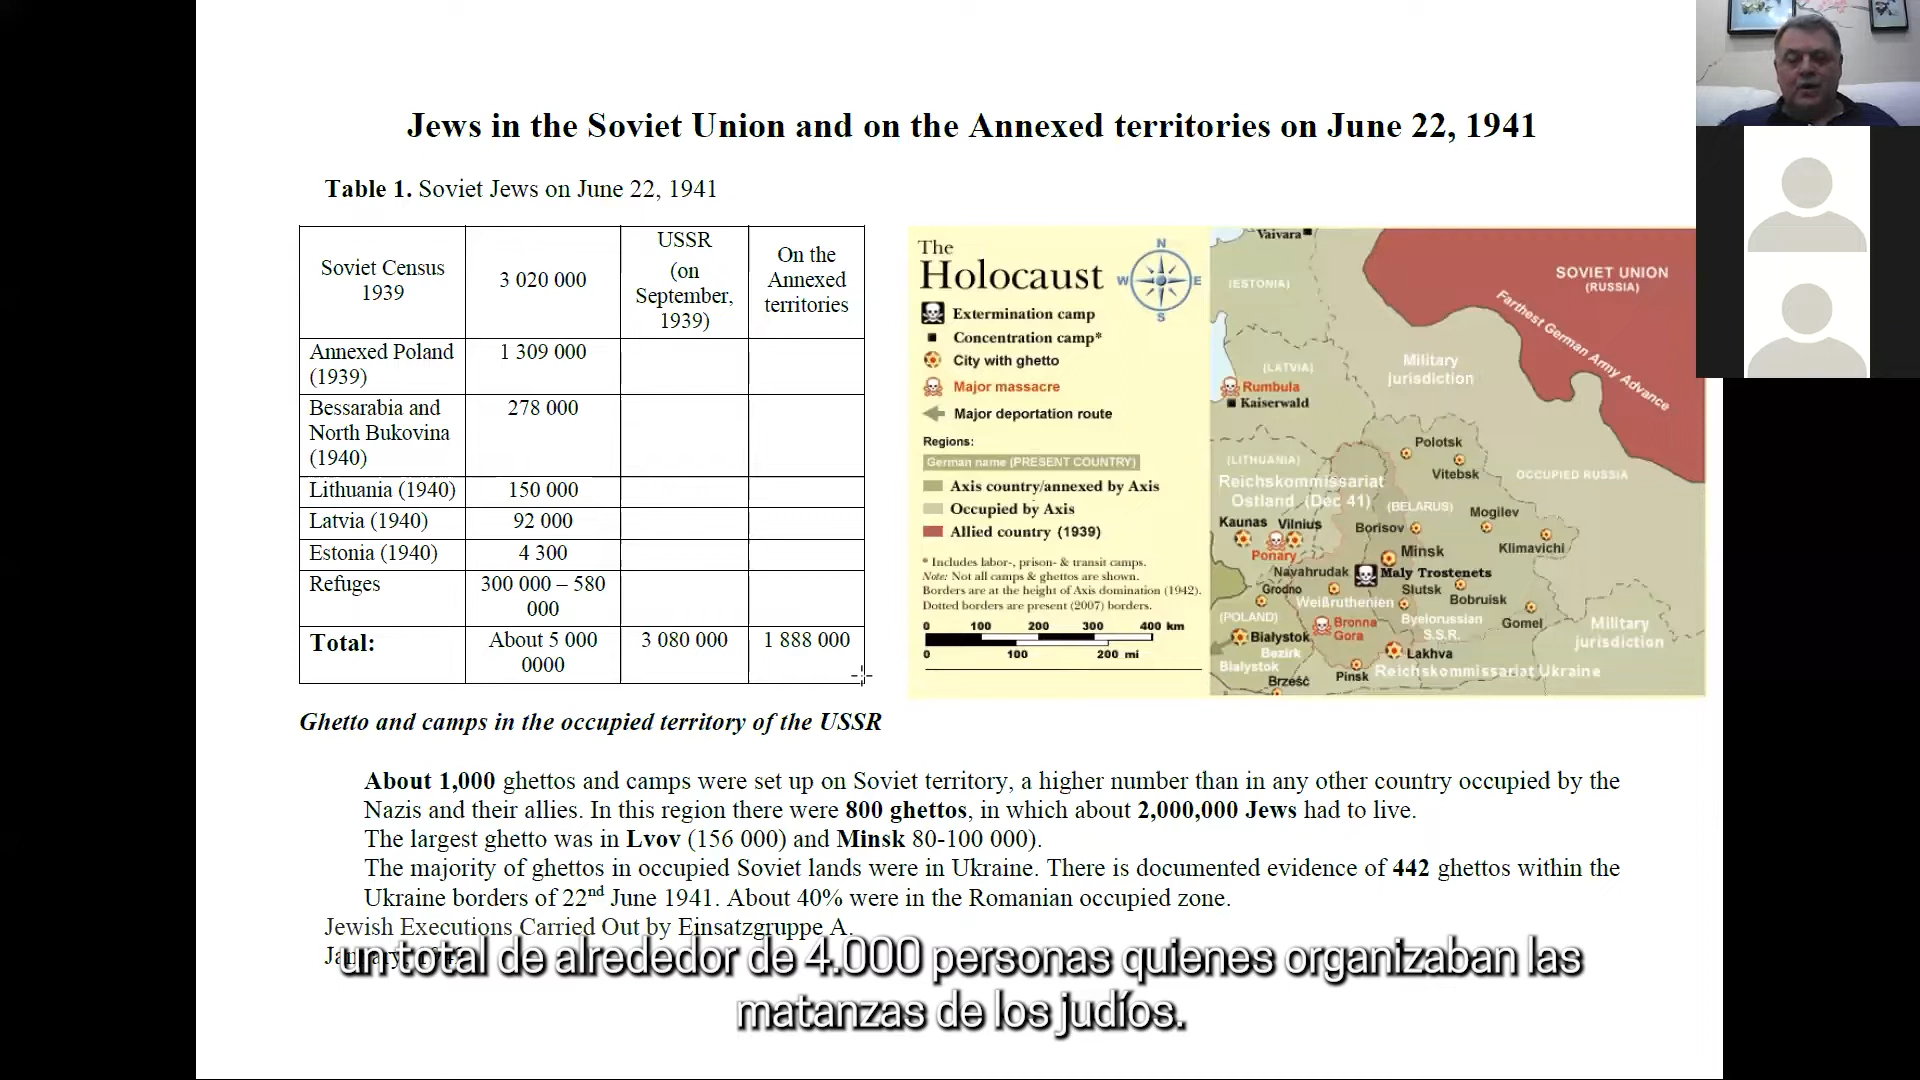 Jews in the Soviet Union and on the Annexed territories on June 22, 1941
Table 1. Soviet Jews on June 22, 1941
Soviet Census
1939
3 020 000
USSR
(on
September,
1939)
On the
Annexed
territories
Annexed Poland
(1939)
1 309 000
Bessarabia and
North Bukovina
(1940)
278 000
Lithuania (1940)
150 000
Latvia (1940)
92 000
Estonia (1940)
4 300
Refuges
300 000 – 580
000
Total:
About 5 000
0000
3 080 000
1 888 000
The
Holocaust
N
W
E
S
Extermination camp
Concentration camp*
City with ghetto
Major massacre
Major deportation route
Regions:
German name (PRESENT COUNTRY)
Axis country/annexed by Axis
Occupied by Axis
Allied country (1939)
* Includes labor-, prison- & transit camps.
Note: Not all camps & ghettos are shown.
Borders are at the height of Axis domination (1942).
Dotted borders are present (2007) borders.
0 100 200 300 400 km
0 100 200 mi
Vaivara
(ESTONIA)
SOVIET UNION
(RUSSIA)
Farthest German Army Advance
(LATVIA)
Military
jurisdiction
Rumbula
Kaiserwald
Polotsk
Vitebsk
OCCUPIED RUSSIA
(LITHUANIA)
Reichskommissariat
Ostland (Dec 41)
(BELARUS)
Mogilev
Kaunas
Vilnius
Borisov
Klimavichi
Ponary
Minsk
Navahrudak
Maly Trostenets
Grodno
Slutsk
Bobruisk
Weißruthenien
(POLAND)
Bronna
Gora
Byelorussian
S.S.R.
Gomel
Military
jurisdiction
Białystok
Bezirk
Bialystok
Lakhva
Pinsk
Reichskommissariat Ukraine
Brześć
Ghetto and camps in the occupied territory of the USSR
About 1,000 ghettos and camps were set up on Soviet territory, a higher number than in any other country occupied by the
Nazis and their allies. In this region there were 800 ghettos, in which about 2,000,000 Jews had to live.
The largest ghetto was in Lvov (156 000) and Minsk 80-100 000).
The majority of ghettos in occupied Soviet lands were in Ukraine. There is documented evidence of 442 ghettos within the
Ukraine borders of 22nd June 1941. About 40% were in the Romanian occupied zone.
Jewish Executions Carried Out by Einsatzgruppe A.
un total de alrededor de 4.000 personas quienes organizaban las
matanzas de los judíos.